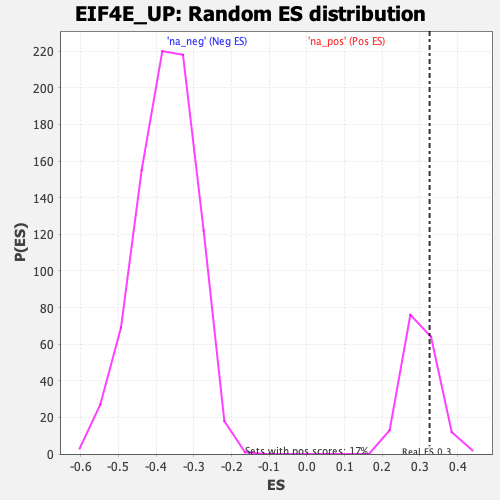 EIF4E_UP: Random ES distribution
'na_neg' (Neg ES) 'na_pos' (Pos ES)
220
200
180
160
140
120
100
80
60
40
20
0
P(ES)
Sets with pos scores: 17%
Real ES 0.3
-0.6 -0.5 -0.4 -0.3 -0.2 -0.1 0.0 0.1 0.2 0.3 0.4
ES